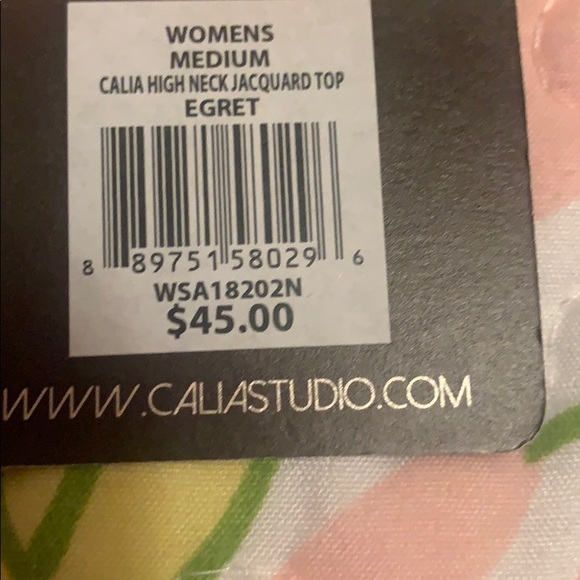 WOMENS
MEDIUM
CALIA HIGH NECK JACQUARD TOP
EGRET
8 89751 58029 6
WSA18202N
$45.00
WWW.CALIASTUDIO.COM